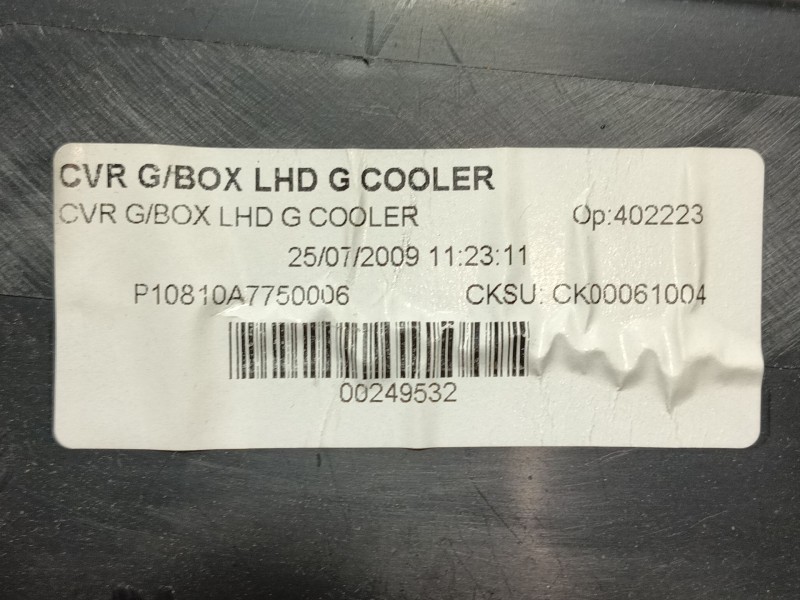 CVR G/BOX LHD G COOLER
CVR G/BOX LHD G COOLER Op:402223
25/07/2009 11:23:11
P10810A7750006 CKSU: CK00061004
00249532